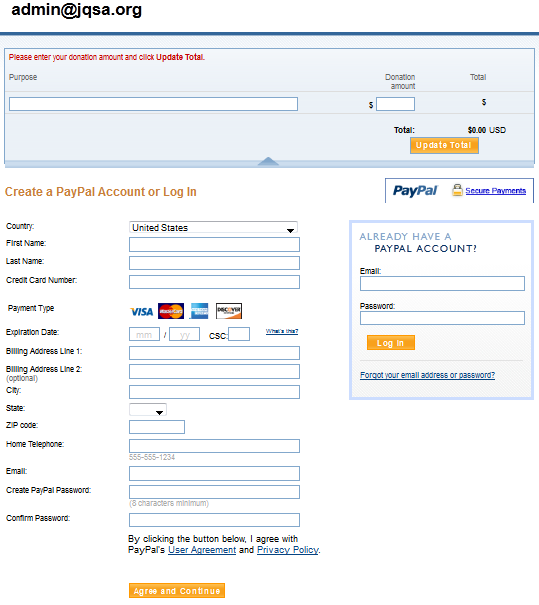 admin@jqsa.org
Please enter your donation amount and click Update Total.
Purpose Donation amount Total
$ $
Total: $0.00 USD
Update Total
Create a PayPal Account or Log In
PayPal Secure Payments
Country: United States
First Name:
Last Name:
Credit Card Number:
Payment Type VISA MasterCard AMERICAN EXPRESS DISCOVER
Expiration Date: mm / yy CSC: What's this?
Billing Address Line 1:
Billing Address Line 2:
(optional)
City:
State:
ZIP code:
Home Telephone:
555-555-1234
Email:
Create PayPal Password:
(8 characters minimum)
Confirm Password:
By clicking the button below, I agree with
PayPal's User Agreement and Privacy Policy.
Agree and Continue
ALREADY HAVE A
PAYPAL ACCOUNT?
Email:
Password:
Log In
Forgot your email address or password?